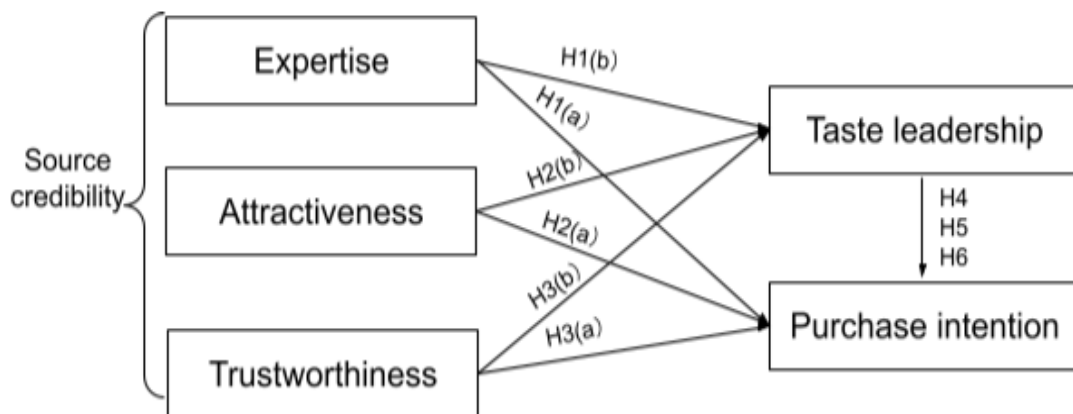 Source
credibility
Expertise
Attractiveness
Trustworthiness
H1(b)
H1(a)
H2(b)
H2(a)
H3(b)
H3(a)
Taste leadership
H4
H5
H6
Purchase intention